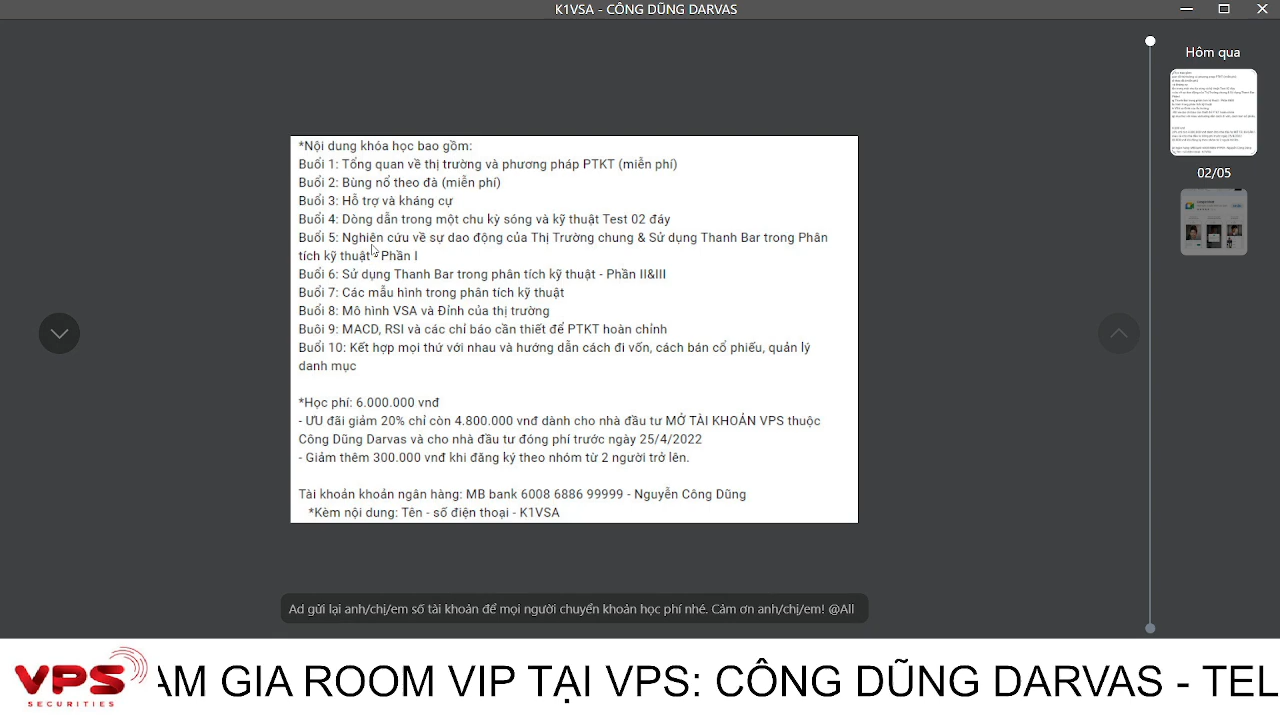 K1VSA - CÔNG DŨNG DARVAS
Hôm qua
02/05
*Nội dung khóa học bao gồm:
Buổi 1: Tổng quan về thị trường và phương pháp PTKT (miễn phí)
Buổi 2: Bùng nổ theo đà (miễn phí)
Buổi 3: Hỗ trợ và kháng cự
Buổi 4: Dòng dẫn trong một chu kỳ sóng và kỹ thuật Test 02 đáy
Buổi 5: Nghiên cứu về sự dao động của Thị Trường chung & Sử dụng Thanh Bar trong Phân
tích kỹ thuật - Phần I
Buổi 6: Sử dụng Thanh Bar trong phân tích kỹ thuật - Phần II&III
Buổi 7: Các mẫu hình trong phân tích kỹ thuật
Buổi 8: Mô hình VSA và Đỉnh của thị trường
Buôi 9: MACD, RSI và các chỉ báo cần thiết để PTKT hoàn chỉnh
Buổi 10: Kết hợp mọi thứ với nhau và hướng dẫn cách đi vốn, cách bán cổ phiếu, quản lý
danh mục
*Học phí: 6.000.000 vnđ
- ƯU đãi giảm 20% chỉ còn 4.800.000 vnđ dành cho nhà đầu tư MỞ TÀI KHOẢN VPS thuộc
Công Dũng Darvas và cho nhà đầu tư đóng phí trước ngày 25/4/2022
- Giảm thêm 300.000 vnđ khi đăng ký theo nhóm từ 2 người trở lên.
Tài khoản khoản ngân hàng: MB bank 6008 6886 99999 - Nguyễn Công Dũng
*Kèm nội dung: Tên - số điện thoại - K1VSA
Ad gửi lại anh/chị/em số tài khoản để mọi người chuyển khoản học phí nhé. Cảm ơn anh/chị/em! @All
VPS
SECURITIES
AM GIA ROOM VIP TẠI VPS: CÔNG DŨNG DARVAS - TEL